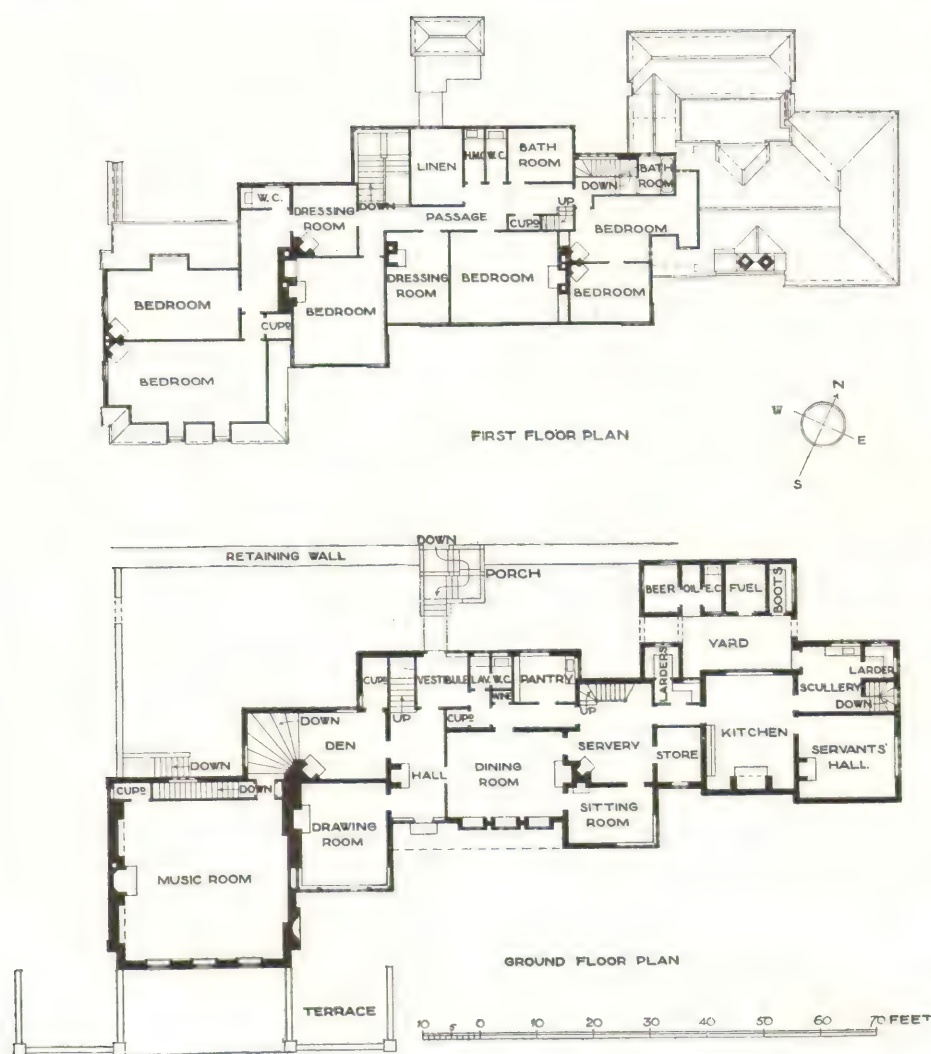 LINEN
H.M.C.
W.C.
BATH
ROOM
DOWN
BATH
ROOM
W.C.
DRESSING
ROOM
DOWN
PASSAGE
UP
CUPD
BEDROOM
BEDROOM
DRESSING
ROOM
BEDROOM
BEDROOM
BEDROOM
CUPD
BEDROOM
FIRST FLOOR PLAN
N
W
E
S
RETAINING WALL
DOWN
PORCH
BEER
OIL
E.C.
FUEL
BOOTS
YARD
LARDERS
LARDER
SCULLERY
DOWN
CUPD
UP
VESTIBULE
LAV.
W.C.
WINE
PANTRY
UP
CUPD
DOWN
DEN
DOWN
HALL
DINING
ROOM
SERVERY
STORE
KITCHEN
SERVANTS'
HALL.
CUPD
DOWN
DRAWING
ROOM
SITTING
ROOM
MUSIC ROOM
GROUND FLOOR PLAN
TERRACE
10 5 0 10 20 30 40 50 60 70 FEET